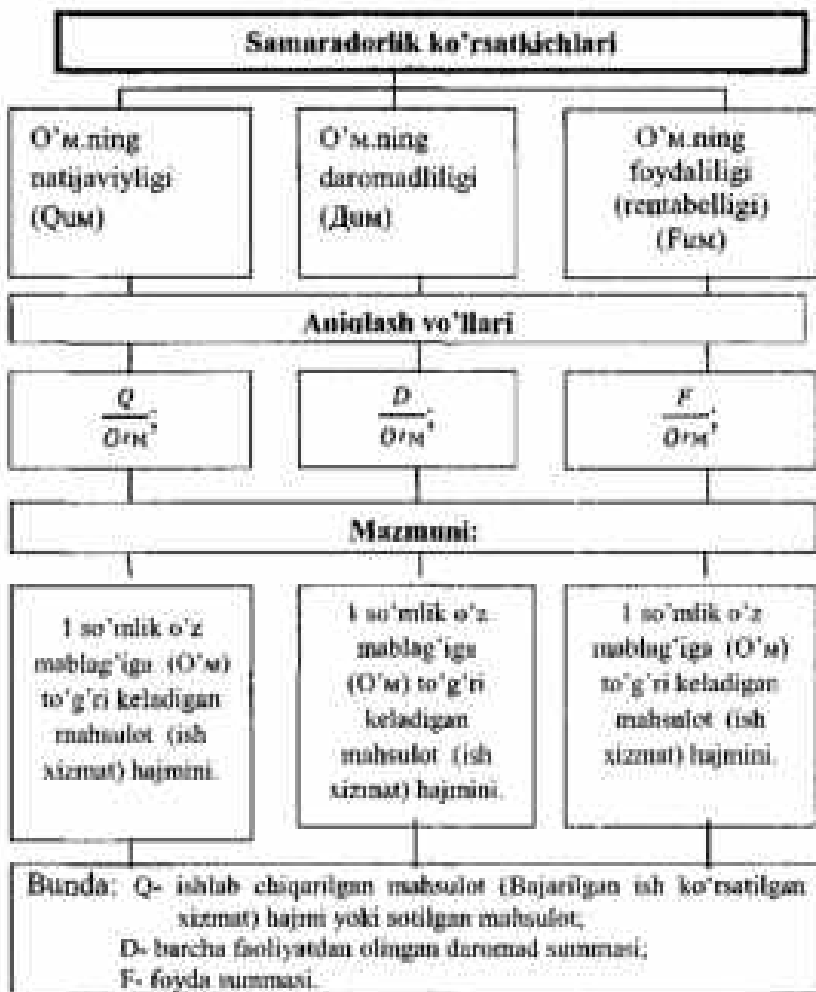 Samaradorlik ko'rsatkichlari
O'м.ning
natijaviyligi
(Quм)
O'м.ning
daromadliligi
(Дuм)
O'м.ning
foydaliligi
(rentabelligi)
(Fuм)
Aniqlash yo'llari
Q
O'м;
D
O'м;
F
O'м;
Mazmuni:
1 so'mlik o'z
mablag'iga (O'м)
to'g'ri keladigan
mahsulot (ish
xizmat) hajmini.
1 so'mlik o'z
mablag'iga
(O'м) to'g'ri
keladigan
mahsulot (ish
xizmat) hajmini.
1 so'mlik o'z
mablag'iga (O'м)
to'g'ri keladigan
mahsulot (ish
xizmat) hajmini.
Bunda: Q- ishlab chiqarilgan mahsulot (Bajarilgan ish ko'rsatilgan
xizmat) hajmi yoki sotilgan mahsulot;
D- barcha faoliyatdan olingan daromad summasi;
F- foyda summasi.